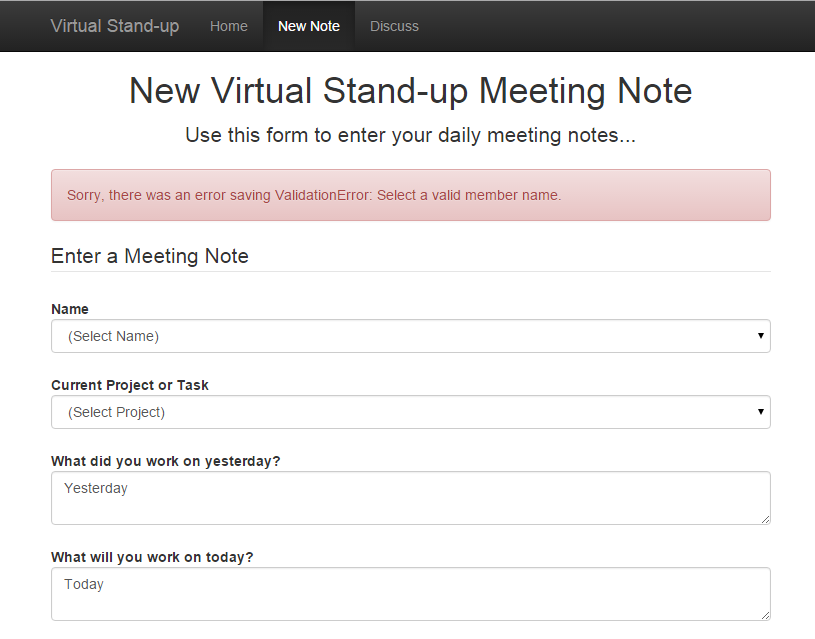 Virtual Stand-up Home New Note Discuss
New Virtual Stand-up Meeting Note
Use this form to enter your daily meeting notes...
Sorry, there was an error saving ValidationError: Select a valid member name.
Enter a Meeting Note
Name
(Select Name)
Current Project or Task
(Select Project)
What did you work on yesterday?
Yesterday
What will you work on today?
Today